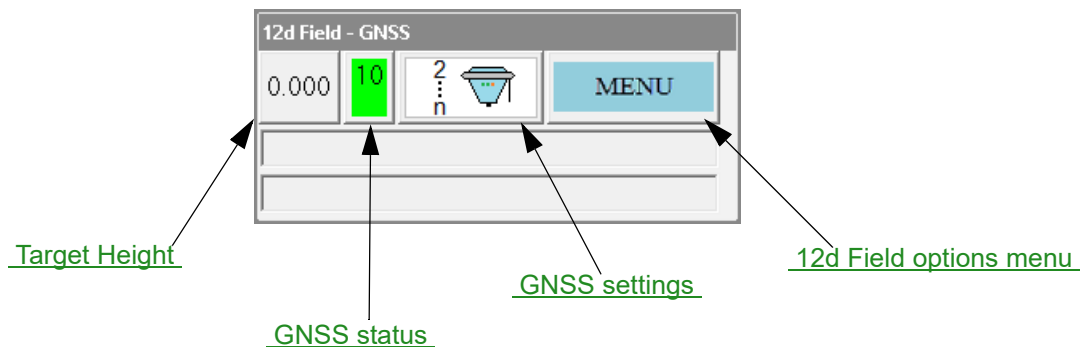 12d Field - GNSS
0.000 10 2 MENU
n
Target Height
12d Field options menu
GNSS settings
GNSS status